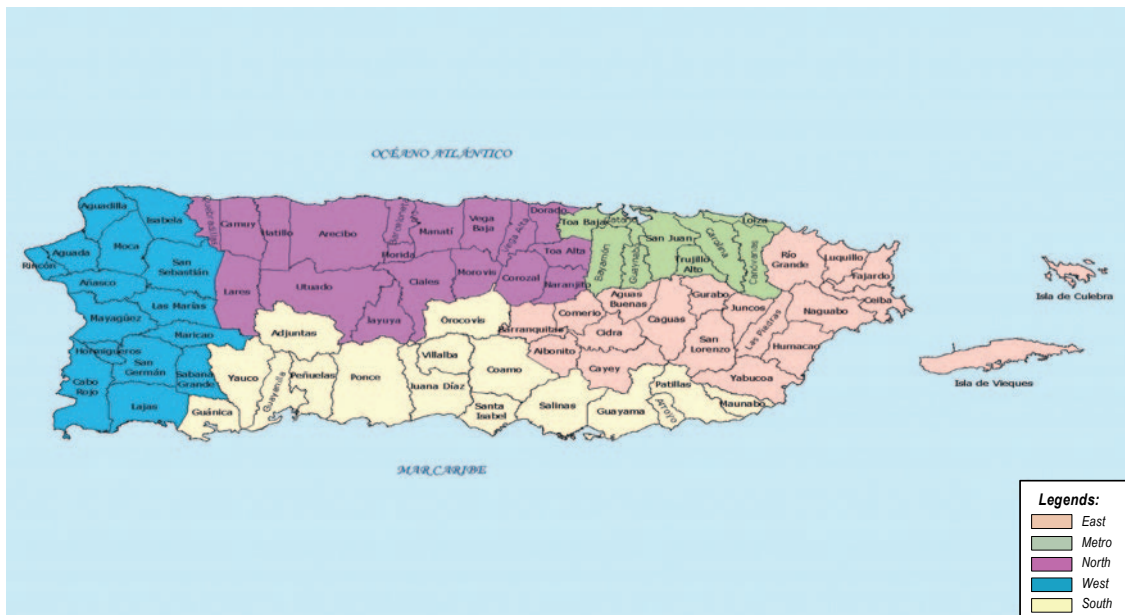 OCÉANO ATLÁNTICO
Aguadilla
Isabela
Camuy
Hatillo
Arecibo
Barceloneta
Manatí
Vega
Baja
Vega Alta
Dorado
Toa Baja
Cataño
Loíza
San Juan
Carolina
Canóvanas
Bayamón
Guaynabo
Trujillo
Alto
Río
Grande
Luquillo
Fajardo
Ceiba
Isla de Culebra
Moca
Aguada
Rincón
San
Sebastián
Añasco
Florida
Toa Alta
Lares
Utuado
Ciales
Morovis
Corozal
Naranjito
Las Marías
Mayagüez
Maricao
Adjuntas
Jayuya
Orocovis
Barranquitas
Comerío
Aguas
Buenas
Gurabo
Juncos
Naguabo
Cidra
Caguas
Las Piedras
Humacao
San
Lorenzo
Hormigueros
San
Germán
Sabana
Grande
Yauco
Guayanilla
Peñuelas
Ponce
Villalba
Juana Díaz
Coamo
Aibonito
Cayey
Yabucoa
Isla de Vieques
Cabo
Rojo
Lajas
Guánica
Santa
Isabel
Salinas
Guayama
Patillas
Arroyo
Maunabo
MAR CARIBE
Legends:
East
Metro
North
West
South